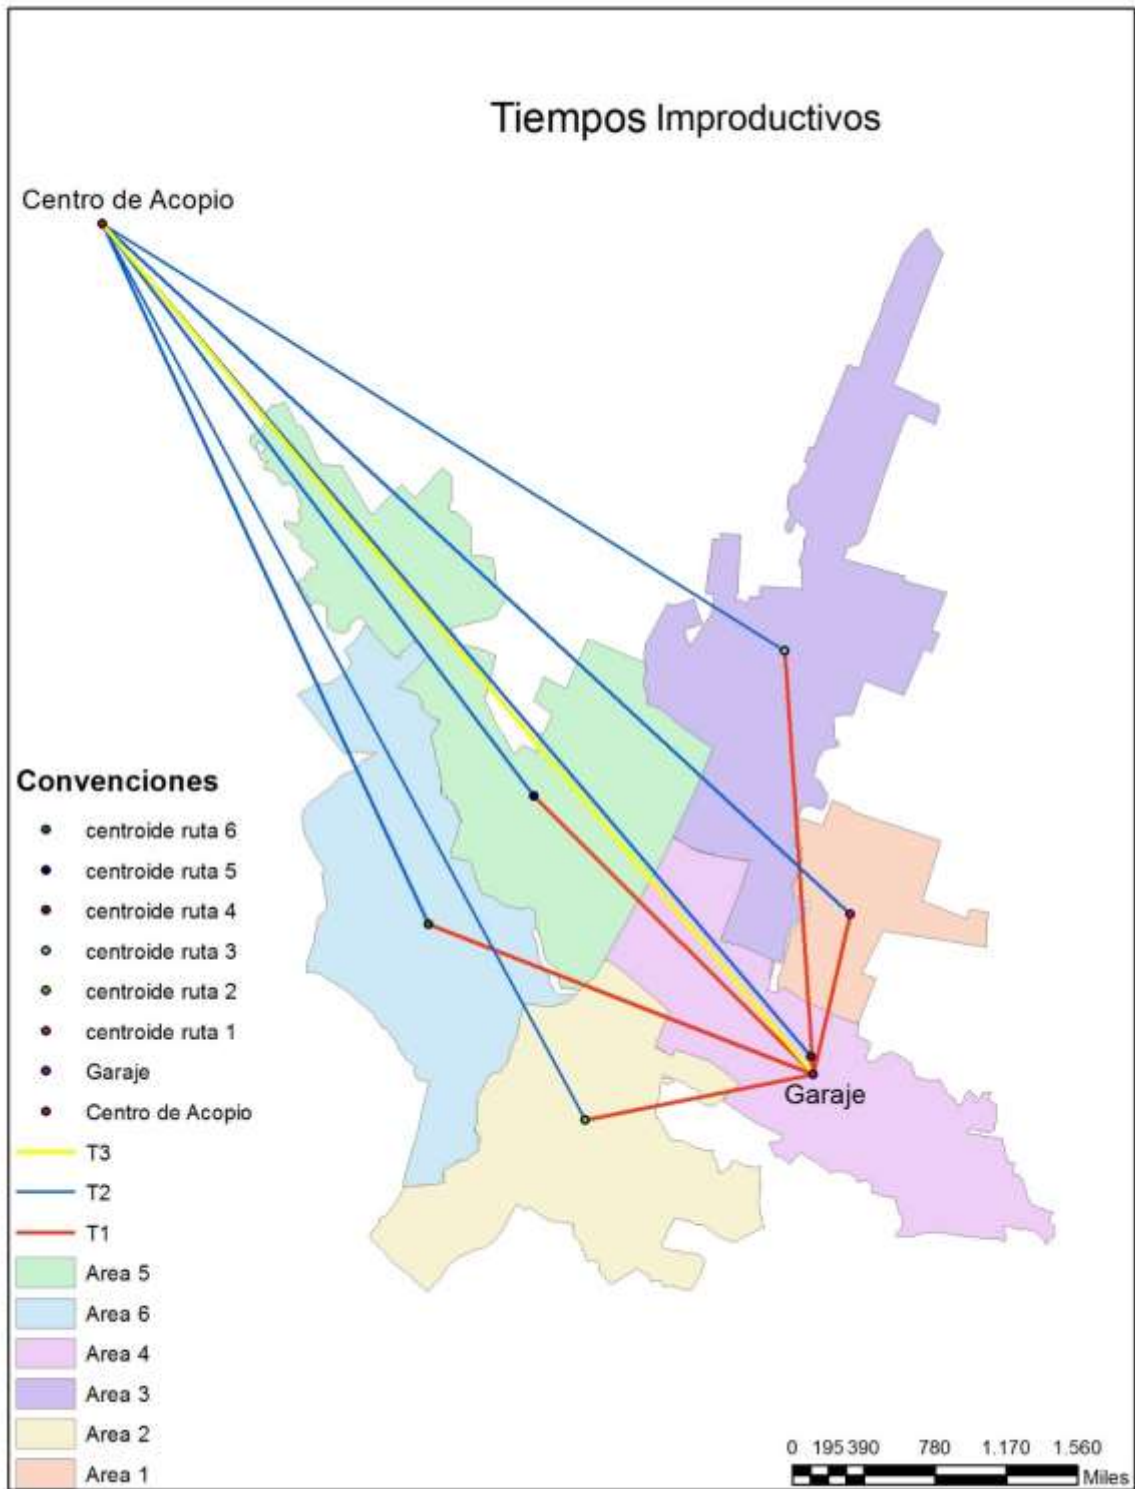 Tiempos Improductivos
Centro de Acopio
Garaje
Convenciones
centroide ruta 6
centroide ruta 5
centroide ruta 4
centroide ruta 3
centroide ruta 2
centroide ruta 1
Garaje
Centro de Acopio
T3
T2
T1
Area 5
Area 6
Area 4
Area 3
Area 2
Area 1
0 195 390 780 1.170 1.560
Miles